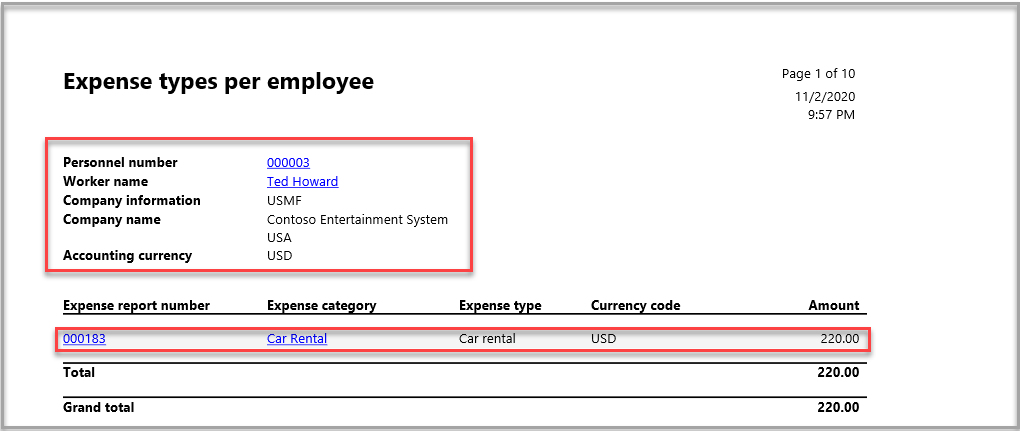 Expense types per employee
Page 1 of 10
11/2/2020
9:57 PM
Personnel number 000003
Worker name Ted Howard
Company information USMF
Company name Contoso Entertainment System
USA
Accounting currency USD
Expense report number Expense category Expense type Currency code Amount
000183 Car Rental Car rental USD 220.00
Total 220.00
Grand total 220.00